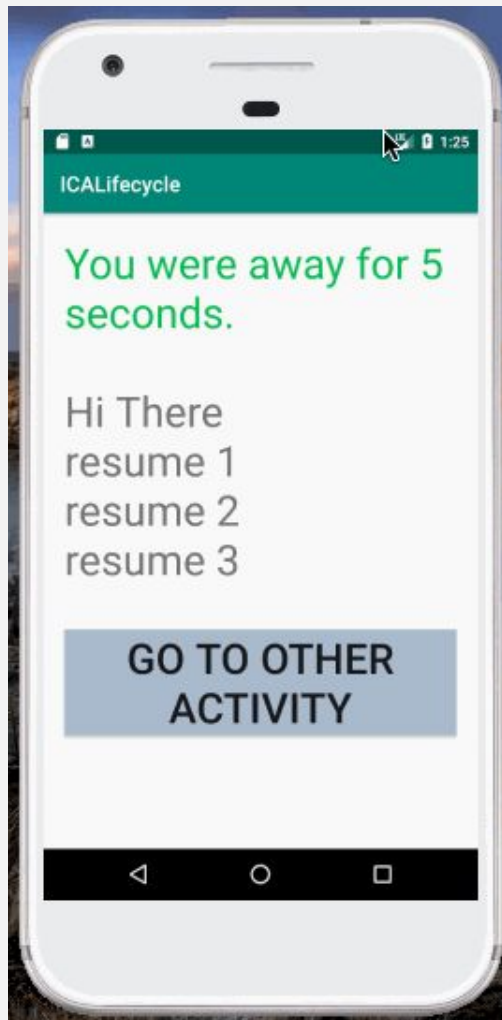 1:25
ICALifecycle
You were away for 5
seconds.
Hi There
resume 1
resume 2
resume 3
GO TO OTHER
ACTIVITY